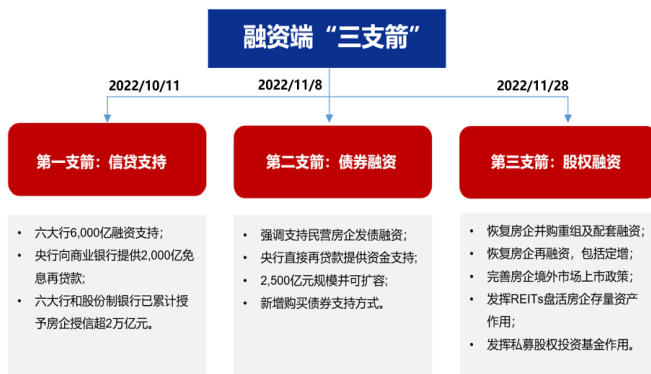 融资端“三支箭”
2022/10/11
2022/11/8
2022/11/28
第一支箭：信贷支持
第二支箭：债券融资
第三支箭：股权融资
• 六大行6,000亿融资支持；
• 央行向商业银行提供2,000亿免
息再贷款；
• 六大行和股份制银行已累计授
予房企授信超2万亿元。
• 强调支持民营房企发债融资；
• 央行直接再贷款提供资金支持；
• 2,500亿元规模并可扩容；
• 新增购买债券支持方式。
• 恢复房企并购重组及配套融资；
• 恢复房企再融资，包括定增；
• 完善房企境外市场上市政策；
• 发挥REITs盘活房企存量资产
作用；
• 发挥私募股权投资基金作用。